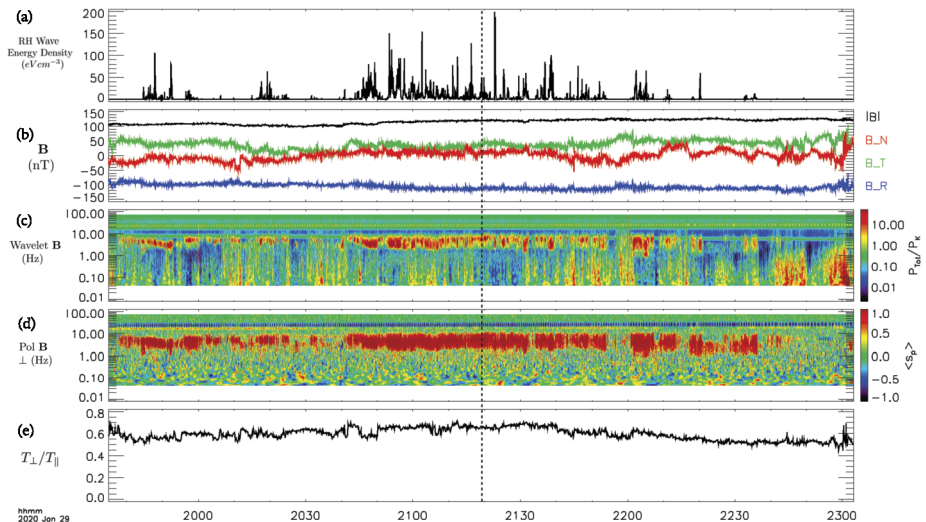 (a)
RH Wave
Energy Density
(eV cm⁻³)
200
150
100
50
0
(b)
B
(nT)
150
100
50
0
−50
−100
−150
|B|
B_N
B_T
B_R
(c)
Wavelet B
(Hz)
100.00
10.00
1.00
0.10
0.01
10.00
1.00
0.10
0.01
P_Tot/P_K
(d)
Pol B
⊥ (Hz)
100.00
10.00
1.00
0.10
0.01
1.0
0.5
0.0
−0.5
−1.0
<s_p>
(e)
T⊥/T∥
0.8
0.6
0.4
0.2
0.0
hhmm
2020 Jan 29
2000
2030
2100
2130
2200
2230
2300